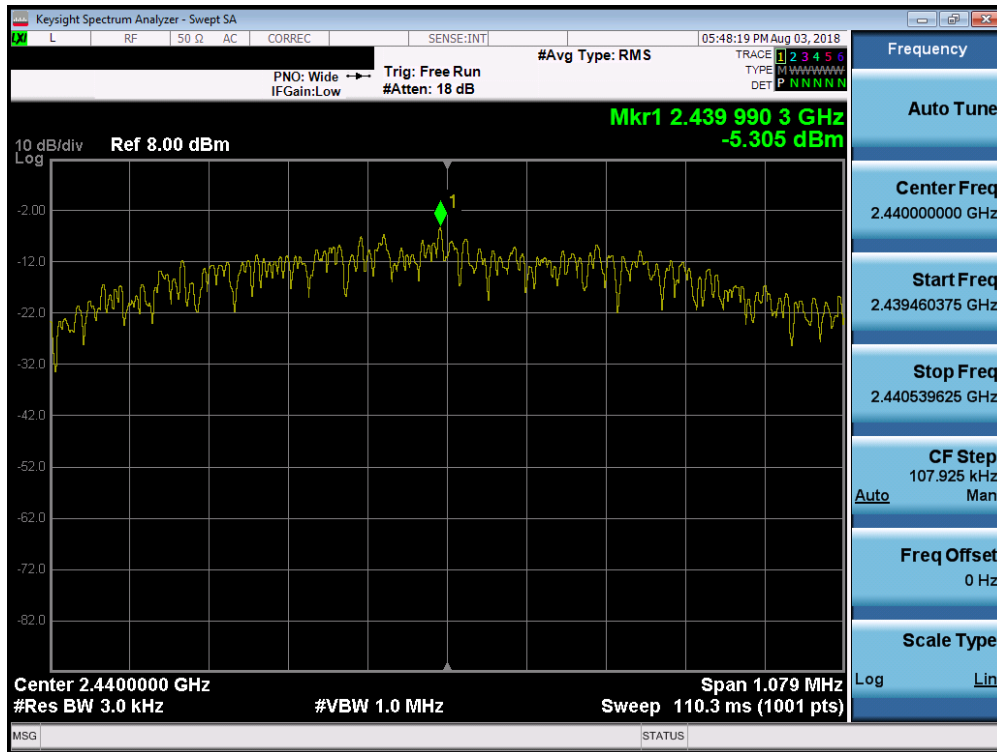 Keysight Spectrum Analyzer - Swept SA
LXI L RF 50 Ω AC CORREC SENSE:INT 05:48:19 PM Aug 03, 2018
Frequency
#Avg Type: RMS
TRACE 1 2 3 4 5 6
TYPE M W W W W W
DET P N N N N N
PNO: Wide
IFGain:Low
Trig: Free Run
#Atten: 18 dB
Mkr1 2.439 990 3 GHz
-5.305 dBm
10 dB/div
Log
Ref 8.00 dBm
1
-2.00
-12.0
-22.0
-32.0
-42.0
-52.0
-62.0
-72.0
-82.0
Center 2.4400000 GHz
Span 1.079 MHz
#Res BW 3.0 kHz
#VBW 1.0 MHz
Sweep 110.3 ms (1001 pts)
MSG
STATUS
Auto Tune
Center Freq
2.440000000 GHz
Start Freq
2.439460375 GHz
Stop Freq
2.440539625 GHz
CF Step
107.925 kHz
Auto Man
Freq Offset
0 Hz
Scale Type
Log Lin